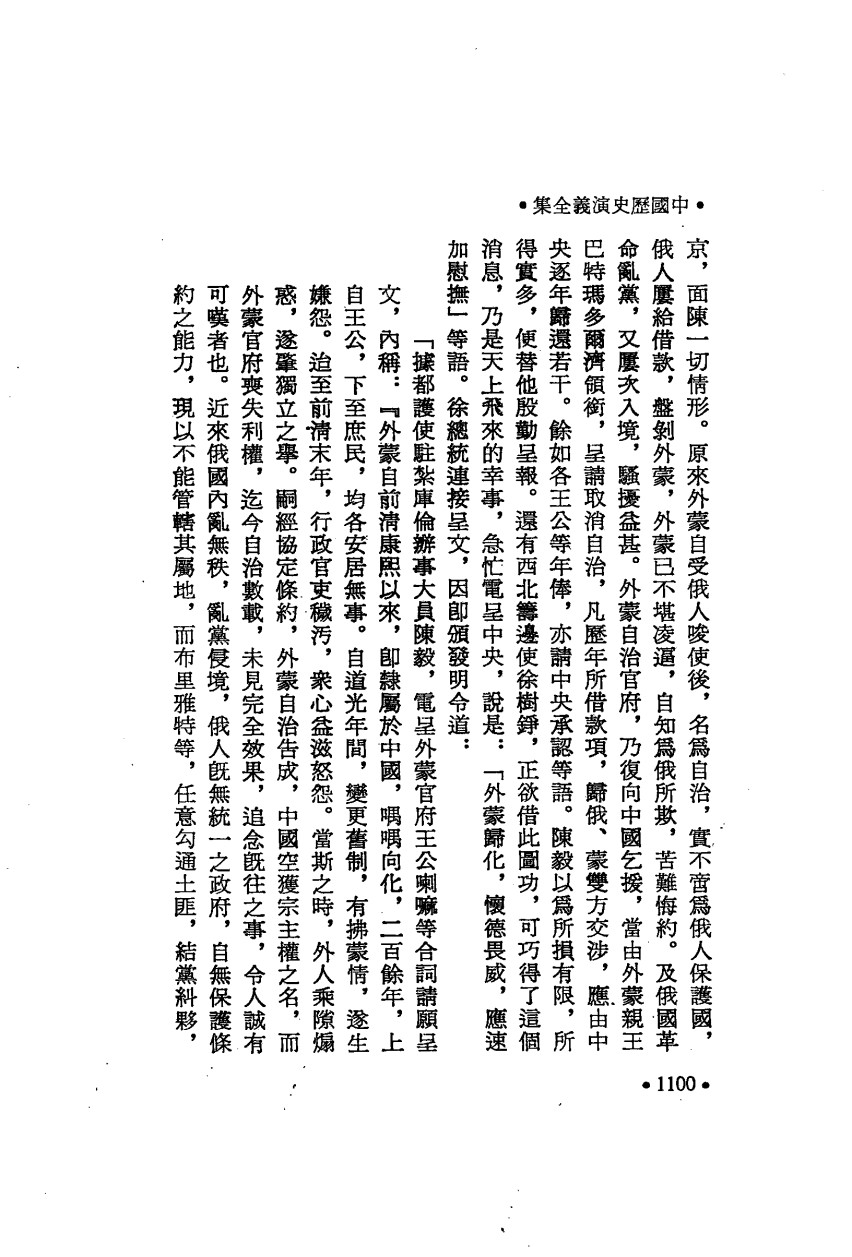 •中國歷史演義全集•
京，面陳一切情形。原來外蒙自受俄人唆使後，名爲自治，實不啻爲俄人保護國，
俄人屢給借款，盤剝外蒙，外蒙已不堪凌逼，自知爲俄所欺，苦難悔約。及俄國革
命亂黨，又屢次入境，騷擾益甚。外蒙自治官府，乃復向中國乞援，當由外蒙親王
巴特瑪多爾濟領銜，呈請取消自治，凡歷年所借款項，歸俄、蒙雙方交涉，應由中
央逐年歸還若干。餘如各王公等年俸，亦請中央承認等語。陳毅以爲所損有限，所
得實多，便替他殷勤呈報。還有西北籌邊使徐樹錚，正欲借此圖功，可巧得了這個
消息，乃是天上飛來的幸事，急忙電呈中央，說是：「外蒙歸化，懷德畏威，應速
加慰撫」等語。徐總統連接呈文，因卽頒發明令道：
「據都護使駐紮庫倫辦事大員陳毅，電呈外蒙官府王公喇嘛等合詞請願呈
文，內稱：『外蒙自前清康熙以來，卽隸屬於中國，喁喁向化，二百餘年，上
自王公，下至庶民，均各安居無事。自道光年間，變更舊制，有拂蒙情，遂生
嫌怨。迨至前清末年，行政官吏穢污，衆心益滋怒怨。當斯之時，外人乘隙煽
惑，遂肇獨立之舉。嗣經協定條約，外蒙自治告成，中國空獲宗主權之名，而
外蒙官府喪失利權，迄今自治數載，未見完全效果，追念旣往之事，令人誠有
可嘆者也。近來俄國內亂無秩，亂黨侵境，俄人旣無統一之政府，自無保護條
約之能力，現以不能管轄其屬地，而布里雅特等，任意勾通土匪，結黨糾夥，
•1100•